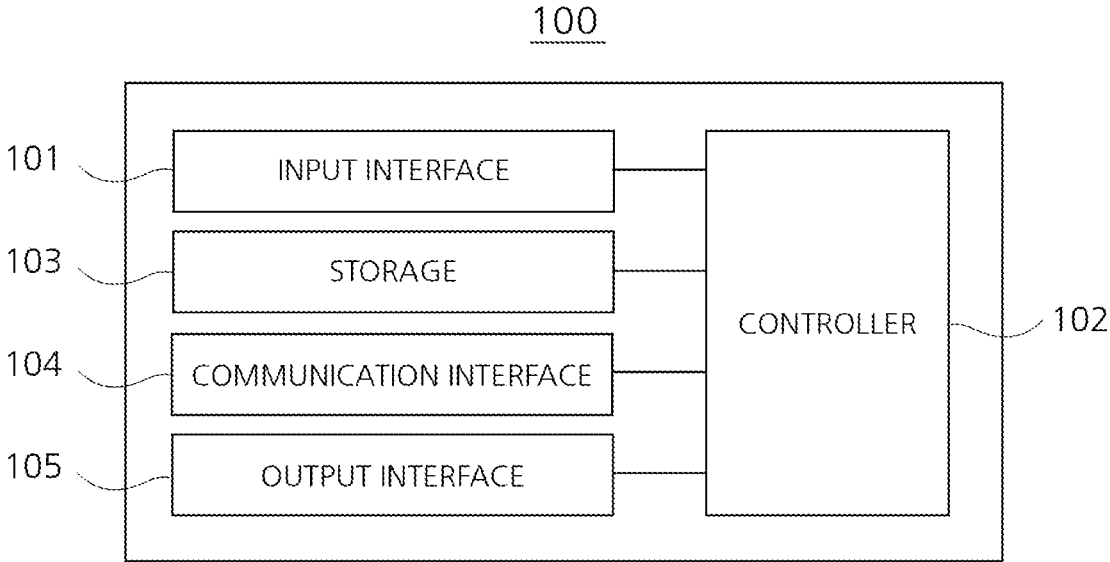 100
101
INPUT INTERFACE
103
STORAGE
CONTROLLER
102
104
COMMUNICATION INTERFACE
105
OUTPUT INTERFACE